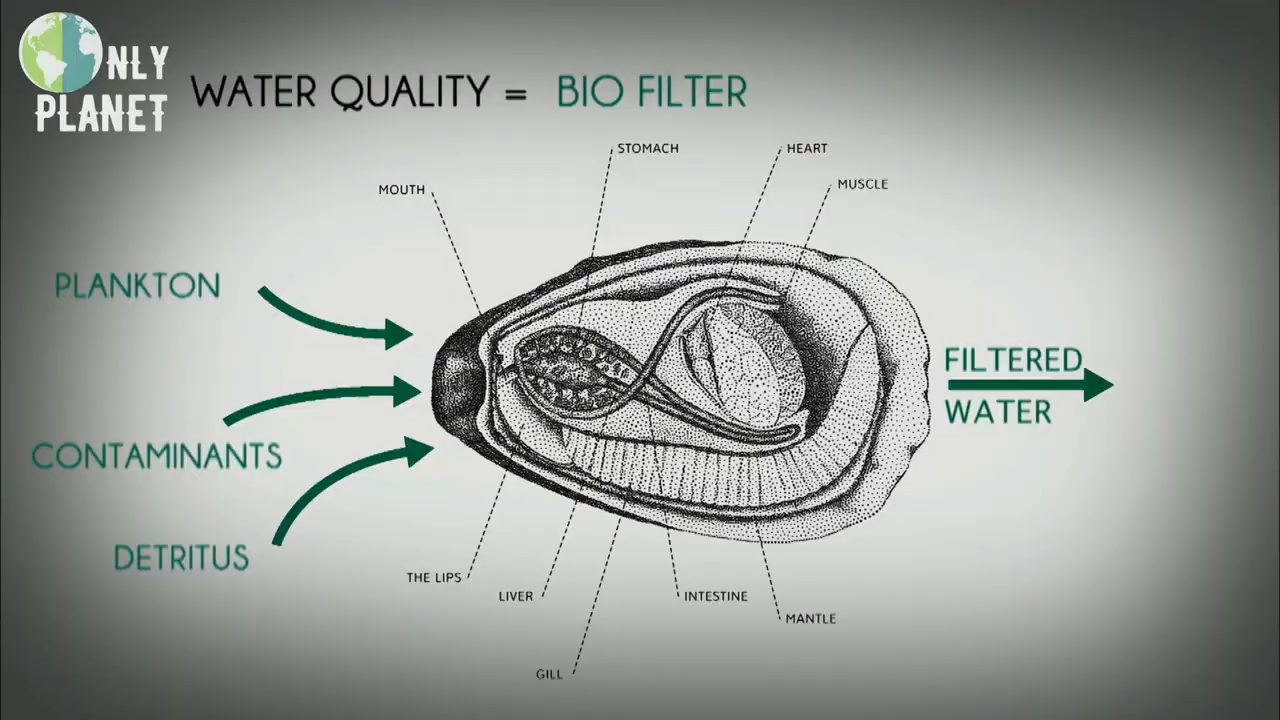 ONLY
PLANET
WATER QUALITY = BIO FILTER
STOMACH
HEART
MOUTH
MUSCLE
PLANKTON
FILTERED
WATER
CONTAMINANTS
DETRITUS
THE LIPS
LIVER
INTESTINE
MANTLE
GILL